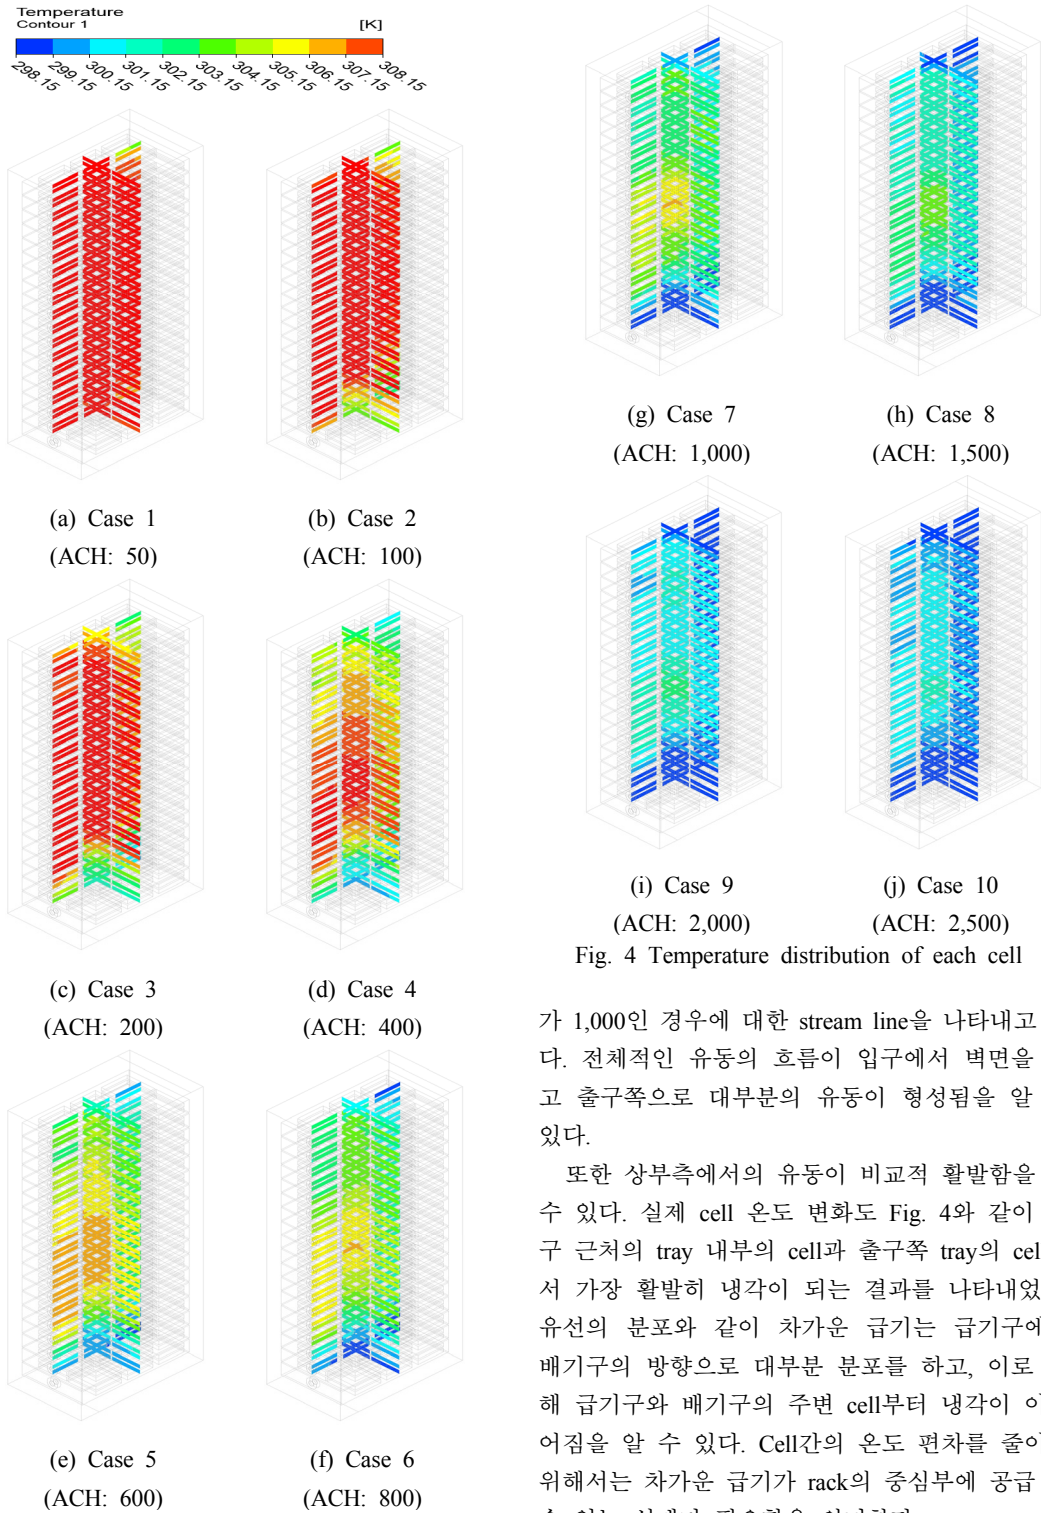 Temperature
Contour 1
[K]
298.15 299.15 300.15 301.15 302.15 303.15 304.15 305.15 306.15 307.15 308.15
(a) Case 1
(ACH: 50)
(b) Case 2
(ACH: 100)
(c) Case 3
(ACH: 200)
(d) Case 4
(ACH: 400)
(e) Case 5
(ACH: 600)
(f) Case 6
(ACH: 800)
(g) Case 7
(ACH: 1,000)
(h) Case 8
(ACH: 1,500)
(i) Case 9
(ACH: 2,000)
(j) Case 10
(ACH: 2,500)
Fig. 4 Temperature distribution of each cell
가 1,000인 경우에 대한 stream line을 나타내고
다. 전체적인 유동의 흐름이 입구에서 벽면을
고 출구쪽으로 대부분의 유동이 형성됨을 알
있다.
또한 상부측에서의 유동이 비교적 활발함을
수 있다. 실제 cell 온도 변화도 Fig. 4와 같이
구 근처의 tray 내부의 cell과 출구쪽 tray의 cel
서 가장 활발히 냉각이 되는 결과를 나타내었
유선의 분포와 같이 차가운 급기는 급기구에
배기구의 방향으로 대부분 분포를 하고, 이로
해 급기구와 배기구의 주변 cell부터 냉각이 이
어짐을 알 수 있다. Cell간의 온도 편차를 줄이
위해서는 차가운 급기가 rack의 중심부에 공급